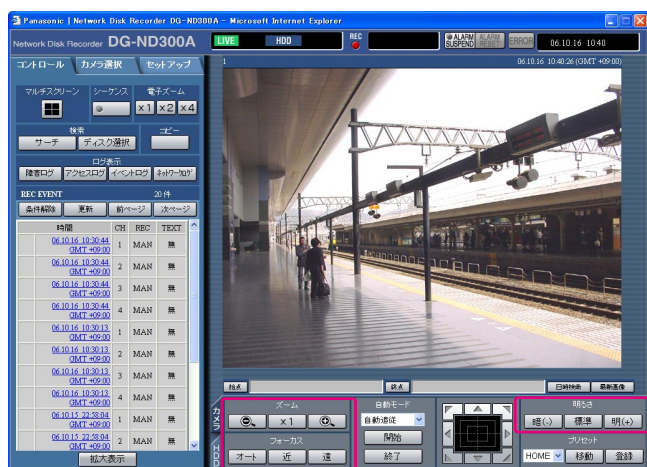 Panasonic | Network Disk Recorder DG-ND300A - Microsoft Internet Explorer
Network Disk Recorder DG-ND300A
LIVE HDD REC ALARM SUSPEND ALARM RESET ERROR 06.10.16 10:40
コントロール カメラ選択 セットアップ
マルチスクリーン シーケンス 電子ズーム
x1 x2 x4
検索 コピー
サーチ ディスク選択
ログ表示
障害ログ アクセスログ イベントログ ネットワークログ
REC EVENT 20件
条件解除 更新 前ページ 次ページ
時間 CH REC TEXT
06.10.16 10:30:44 GMT +09:00 1 MAN 無
06.10.16 10:30:44 GMT +09:00 2 MAN 無
06.10.16 10:30:44 GMT +09:00 3 MAN 無
06.10.16 10:30:44 GMT +09:00 4 MAN 無
06.10.16 10:30:13 GMT +09:00 1 MAN 無
06.10.16 10:30:13 GMT +09:00 2 MAN 無
06.10.16 10:30:13 GMT +09:00 3 MAN 無
06.10.16 10:30:13 GMT +09:00 4 MAN 無
06.10.15 22:58:04 GMT +09:00 1 MAN 無
06.10.15 22:58:04 GMT +09:00 2 MAN 無
拡大表示
1 06.10.16 10:40:26 (GMT +09:00)
始点 終点 日時検索 最新画像
カメラ
HDD
ズーム
x1
フォーカス
オート 近 遠
自動モード
自動追尾
開始
終了
明るさ
暗(-) 標準 明(+)
プリセット
HOME 移動 登録